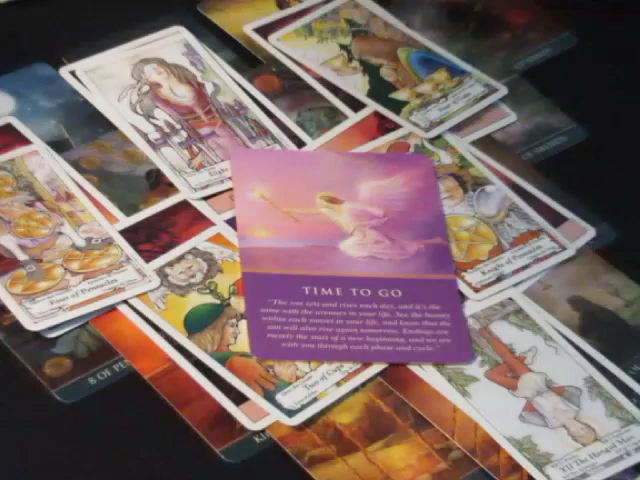 Eight
Four of Pentacles
Knight of Pentacles
TIME TO GO
"The sun sets and rises each day, and it's the
same with the sunsets in your life. See the beauty
within each sunset in your life, and know that the
sun will also rise again tomorrow. Endings are
merely the start of a new beginning, and we are
with you through each phase and cycle."
Two of Cups
8 OF PEN
XII The Hanged Man